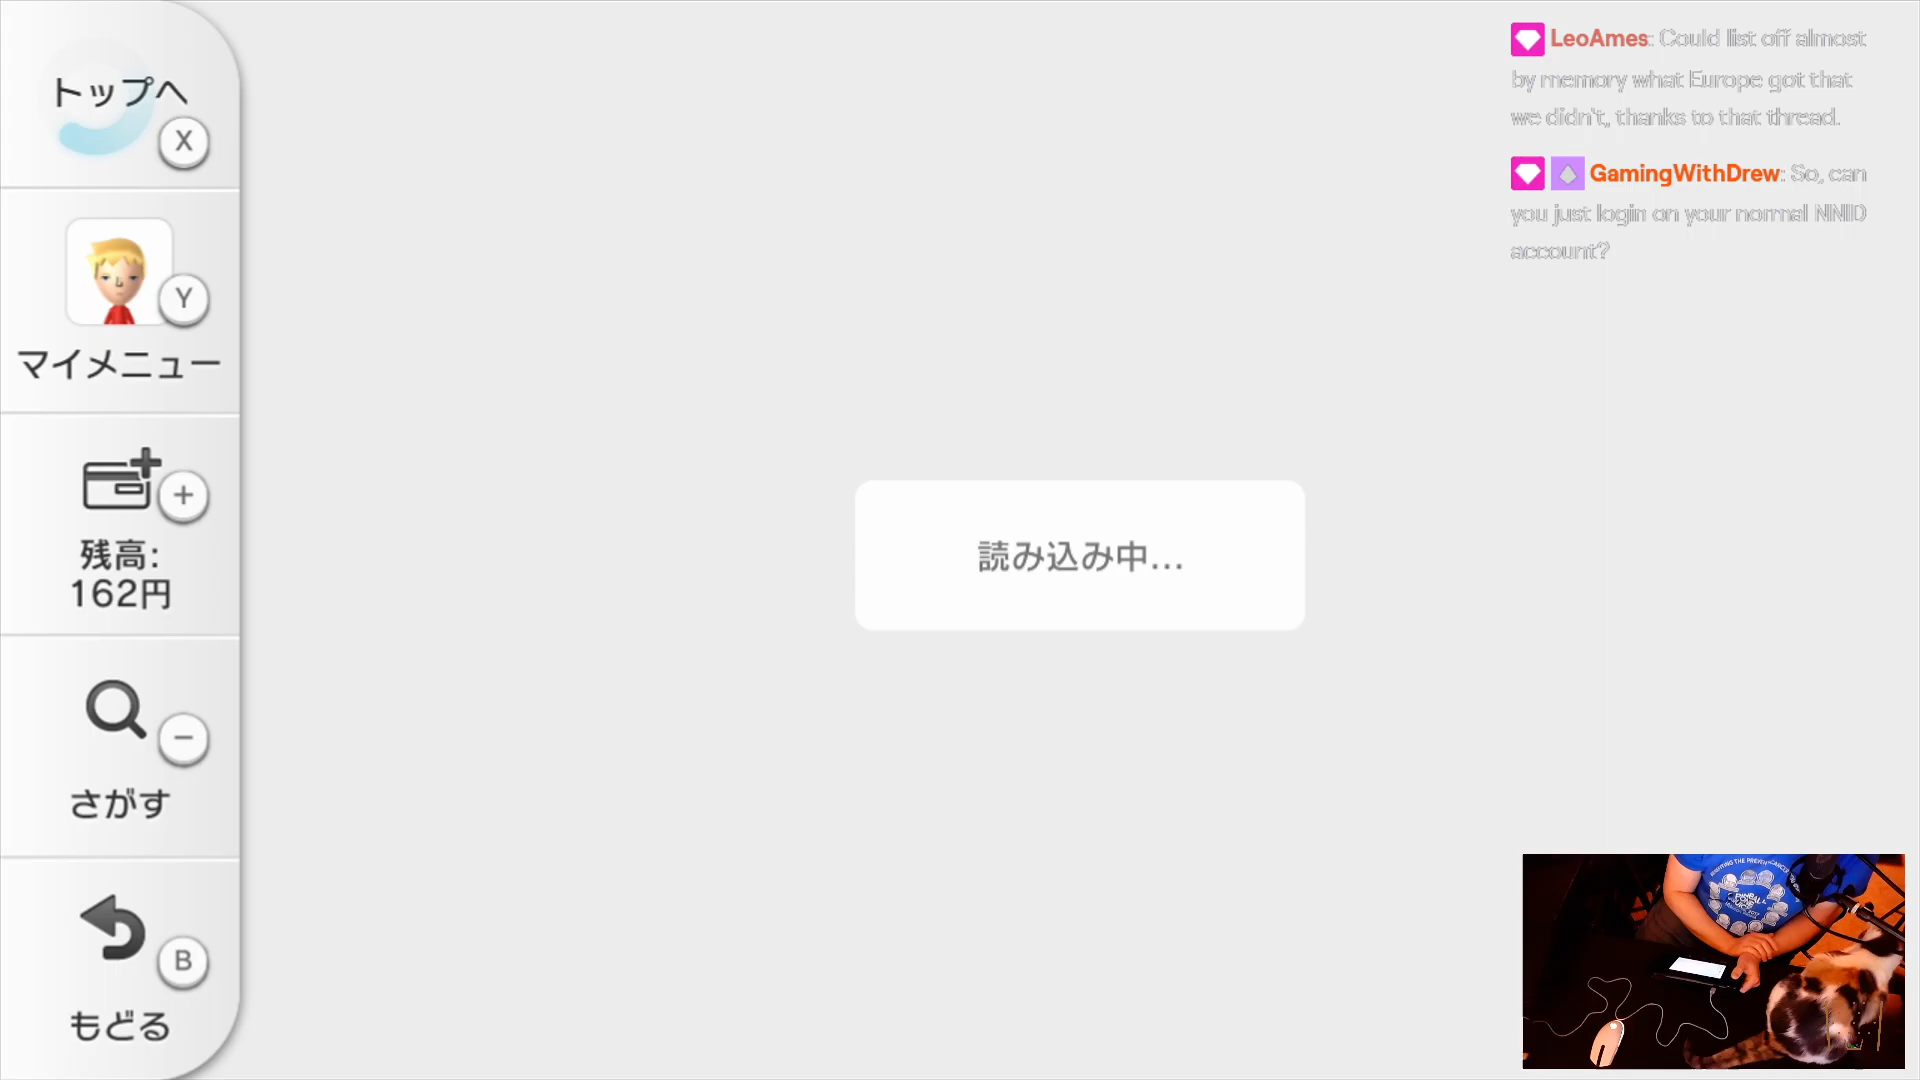 トップへ
X
Y
マイメニュー
+
残高:
162円
−
さがす
B
もどる
読み込み中...
LeoAmes: Could list off almost
by memory what Europe got that
we didn't, thanks to that thread.
GamingWithDrew: So, can
you just login on your normal NNID
account?